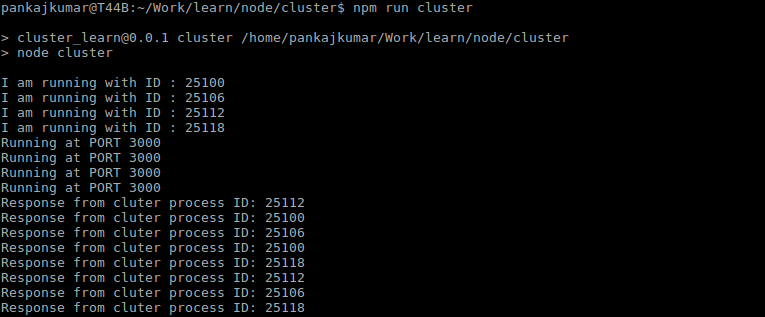 pankajkumar@T44B:~/Work/learn/node/cluster$ npm run cluster
> cluster_learn@0.0.1 cluster /home/pankajkumar/Work/learn/node/cluster
> node cluster
I am running with ID : 25100
I am running with ID : 25106
I am running with ID : 25112
I am running with ID : 25118
Running at PORT 3000
Running at PORT 3000
Running at PORT 3000
Running at PORT 3000
Response from cluter process ID: 25112
Response from cluter process ID: 25100
Response from cluter process ID: 25106
Response from cluter process ID: 25100
Response from cluter process ID: 25118
Response from cluter process ID: 25112
Response from cluter process ID: 25106
Response from cluter process ID: 25118